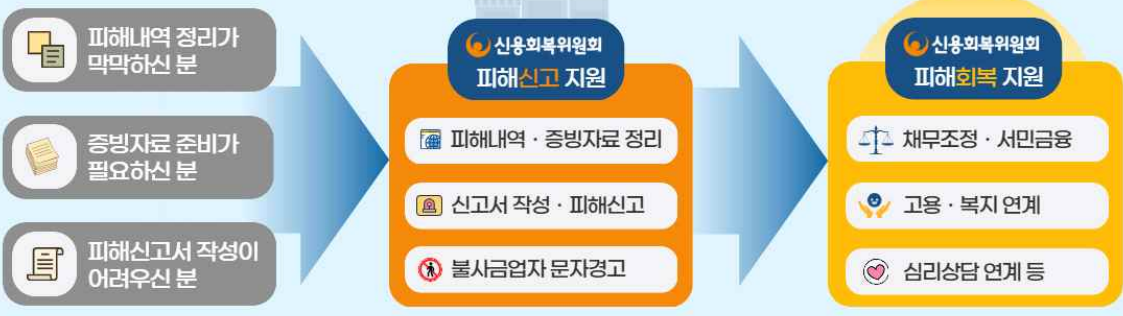 피해내역 정리가
막막하신 분
증빙자료 준비가
필요하신 분
피해신고서 작성이
어려우신 분
신용회복위원회
피해신고 지원
피해내역 · 증빙자료 정리
신고서 작성 · 피해신고
불사금업자 문자경고
신용회복위원회
피해회복 지원
채무조정 · 서민금융
고용 · 복지 연계
심리상담 연계 등